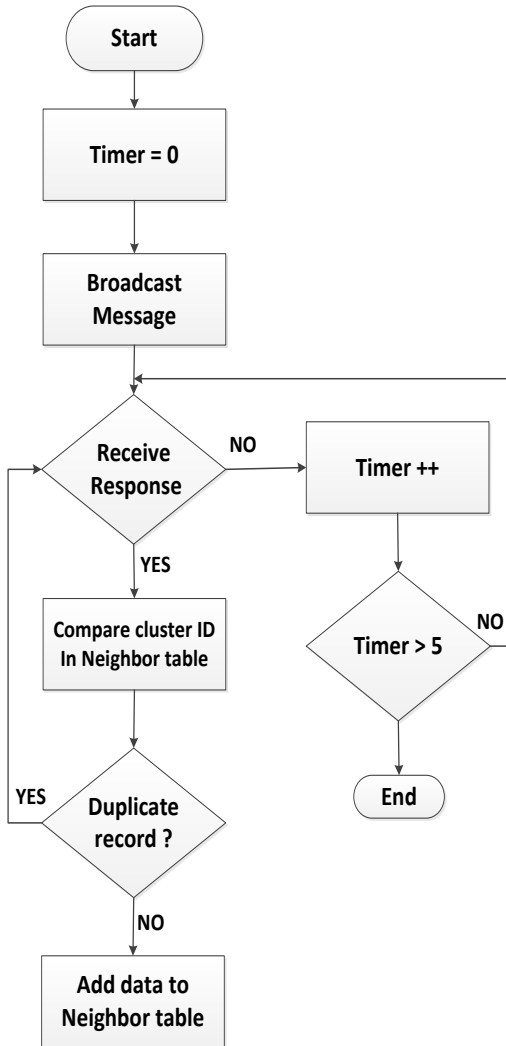 Start
Timer = 0
Broadcast
Message
Receive
Response
NO
Timer ++
YES
Compare cluster ID
In Neighbor table
Timer > 5
NO
YES
Duplicate
record ?
End
NO
Add data to
Neighbor table